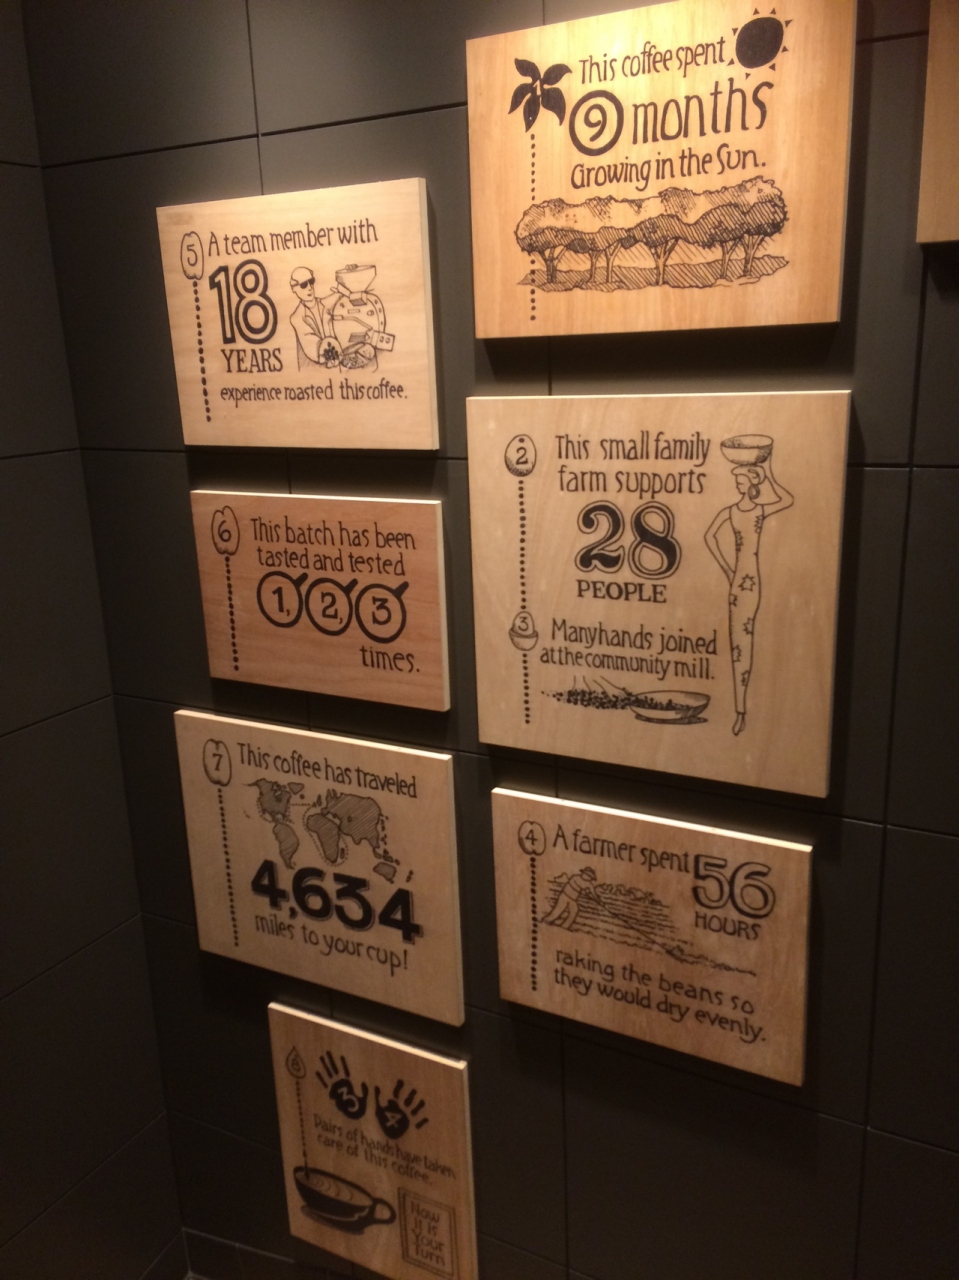 1
This coffee spent
9 months
Growing in the Sun.
2
This small family
farm supports
28
PEOPLE
3
Many hands joined
at the community mill.
4
A farmer spent 56
HOURS
raking the beans so
they would dry evenly.
5
A team member with
18
YEARS
experience roasted this coffee.
6
This batch has been
tasted and tested
1, 2, 3
times.
7
This coffee has traveled
4,634
miles to your cup!
8
Pairs of hands have taken
care of this coffee.
Now
it is
Your
Turn